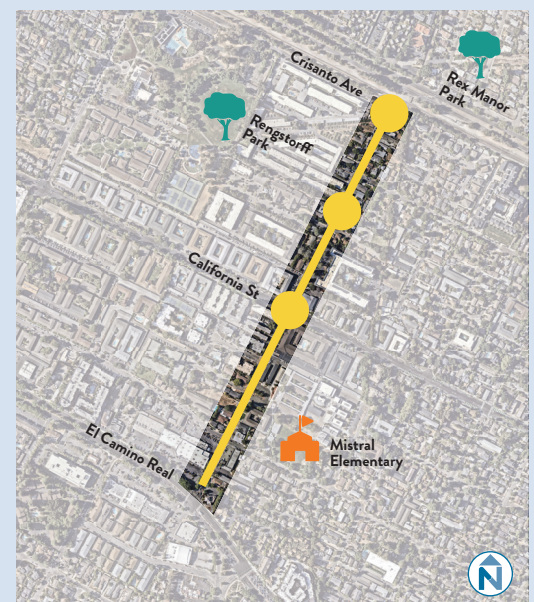 Crisanto Ave
Rex Manor
Park
Rengstorff
Park
California St
El Camino Real
Mistral
Elementary
N